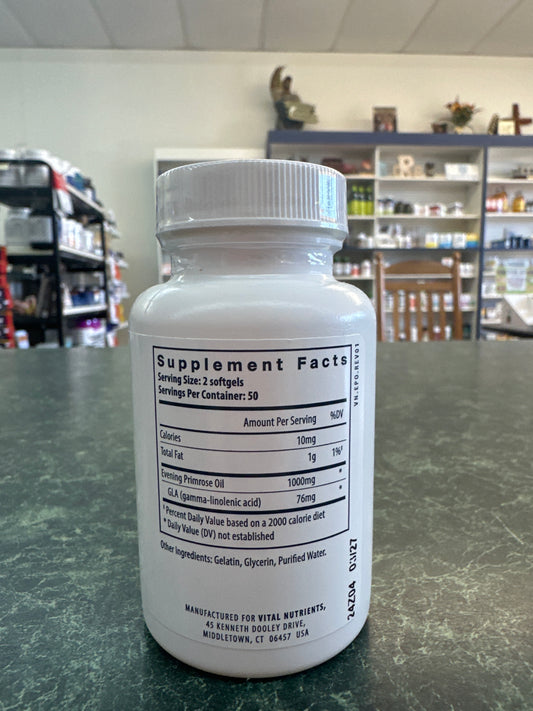 Supplement Facts
Serving Size: 2 softgels
Servings Per Container: 50
Amount Per Serving %DV
Calories 10mg
Total Fat 1g 1%†
Evening Primrose Oil 1000mg *
GLA (gamma-linolenic acid) 76mg *
† Percent Daily Value based on a 2000 calorie diet
* Daily Value (DV) not established
Other Ingredients: Gelatin, Glycerin, Purified Water.
MANUFACTURED FOR VITAL NUTRIENTS,
45 KENNETH DOOLEY DRIVE,
MIDDLETOWN, CT 06457 USA
VN.EPO.REV01
24Z04